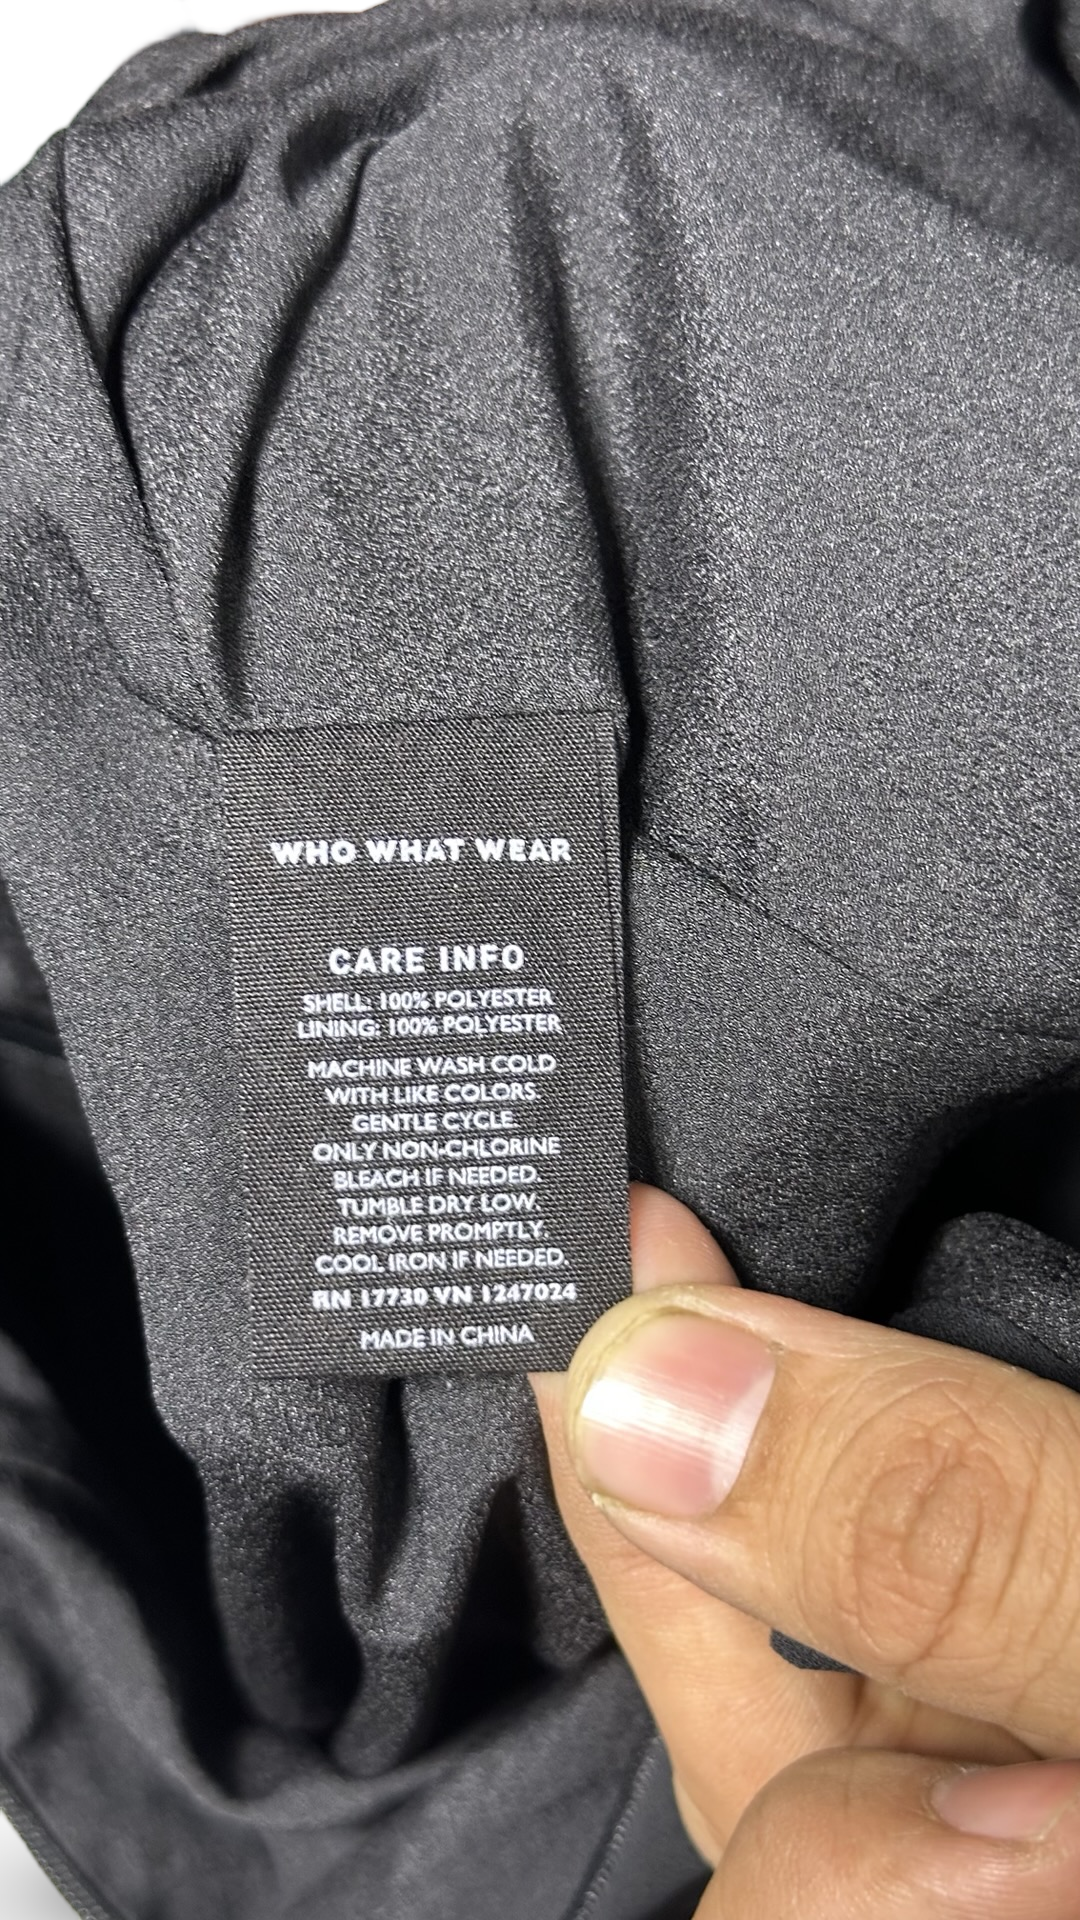 WHO WHAT WEAR
CARE INFO
SHELL: 100% POLYESTER
LINING: 100% POLYESTER
MACHINE WASH COLD
WITH LIKE COLORS.
GENTLE CYCLE.
ONLY NON-CHLORINE
BLEACH IF NEEDED.
TUMBLE DRY LOW.
REMOVE PROMPTLY.
COOL IRON IF NEEDED.
RN 17730 VN 1247024
MADE IN CHINA